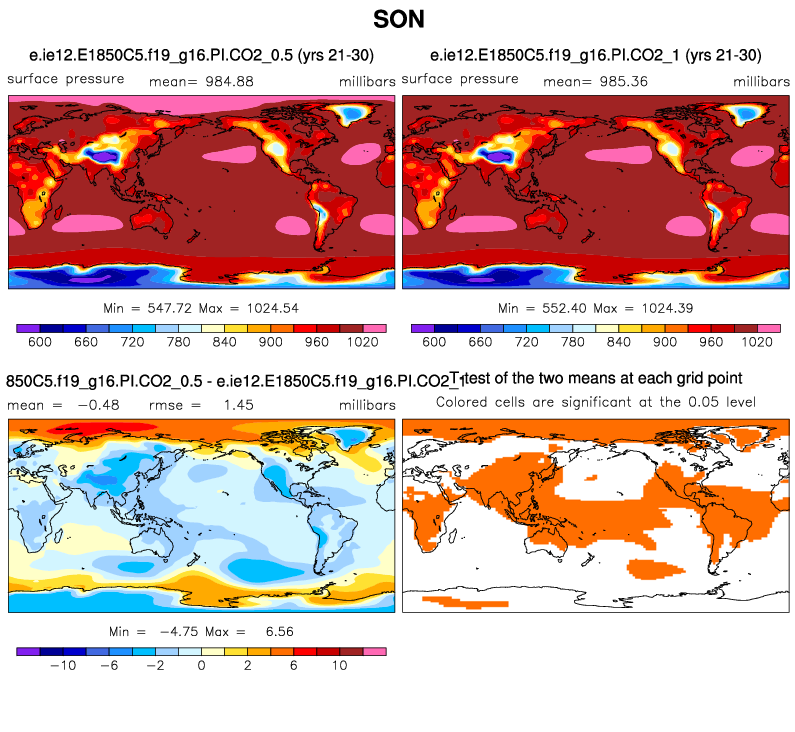 SON
e.ie12.E1850C5.f19_g16.PI.CO2_0.5 (yrs 21-30)
e.ie12.E1850C5.f19_g16.PI.CO2_1 (yrs 21-30)
surface pressure mean= 984.88 millibars
surface pressure mean= 985.36 millibars
Min = 547.72 Max = 1024.54
Min = 552.40 Max = 1024.39
600 660 720 780 840 900 960 1020
600 660 720 780 840 900 960 1020
850C5.f19_g16.PI.CO2_0.5 - e.ie12.E1850C5.f19_g16.PI.CO2_1
T-test of the two means at each grid point
mean = -0.48 rmse = 1.45 millibars
Colored cells are significant at the 0.05 level
Min = -4.75 Max = 6.56
-10 -6 -2 0 2 6 10